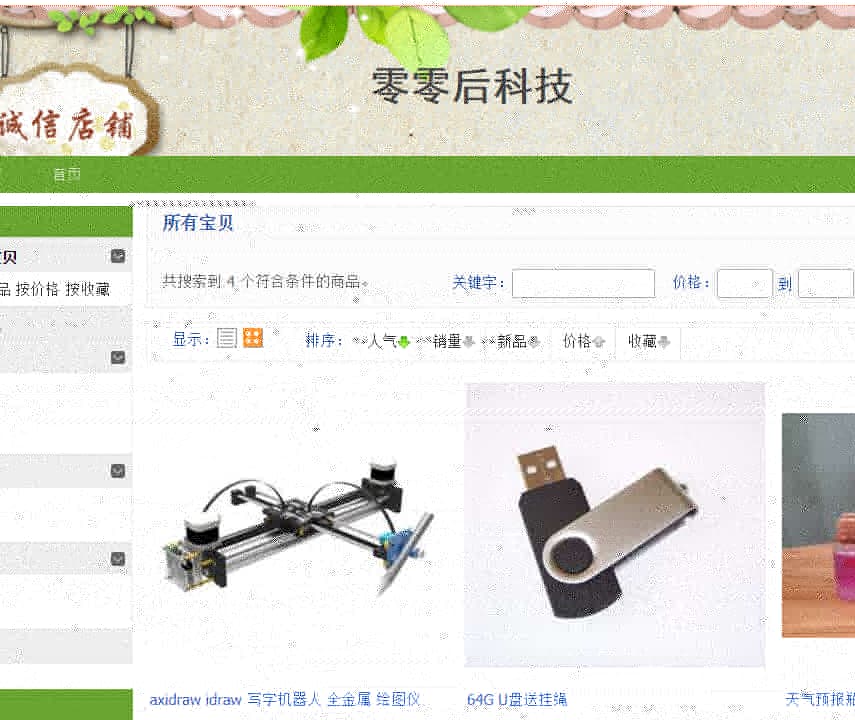 零零后科技
诚信店铺
首页
所有宝贝
贝
共搜索到 4 个符合条件的商品。 关键字： 价格： 到
品 按价格 按收藏
显示： 排序： 人气 销量 新品 价格 收藏
axidraw idraw 写字机器人 全金属 绘图仪
64G U盘送挂绳
天气预报瓶